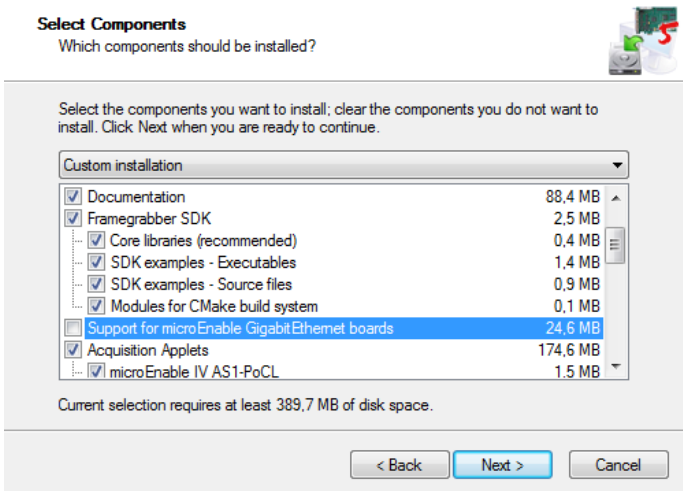 Select Components
Which components should be installed?
Select the components you want to install; clear the components you do not want to
install. Click Next when you are ready to continue.
Custom installation
Documentation 88,4 MB
Framegrabber SDK 2,5 MB
Core libraries (recommended) 0,4 MB
SDK examples - Executables 1,4 MB
SDK examples - Source files 0,9 MB
Modules for CMake build system 0,1 MB
Support for microEnable GigabitEthernet boards 24,6 MB
Acquisition Applets 174,6 MB
microEnable IV AS1-PoCL 1.5 MB
Current selection requires at least 389,7 MB of disk space.
< Back Next > Cancel